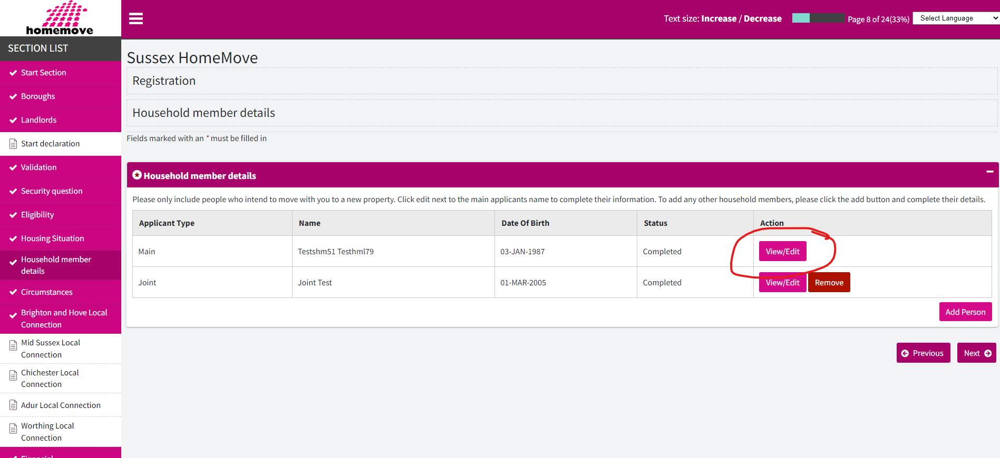 homemove
Text size: Increase / Decrease
Page 8 of 24(33%)
Select Language
SECTION LIST
Start Section
Boroughs
Landlords
Start declaration
Validation
Security question
Eligibility
Housing Situation
Household member
details
Circumstances
Brighton and Hove Local
Connection
Mid Sussex Local
Connection
Chichester Local
Connection
Adur Local Connection
Worthing Local
Connection
Financial
Sussex HomeMove
Registration
Household member details
Fields marked with an * must be filled in
* Household member details
Please only include people who intend to move with you to a new property. Click edit next to the main applicants name to complete their information. To add any other household members, please click the add button and complete their details.
Applicant Type Name Date Of Birth Status Action
Main Testshm51 Testhml79 03-JAN-1987 Completed View/Edit
Joint Joint Test 01-MAR-2005 Completed View/Edit Remove
Add Person
Previous Next